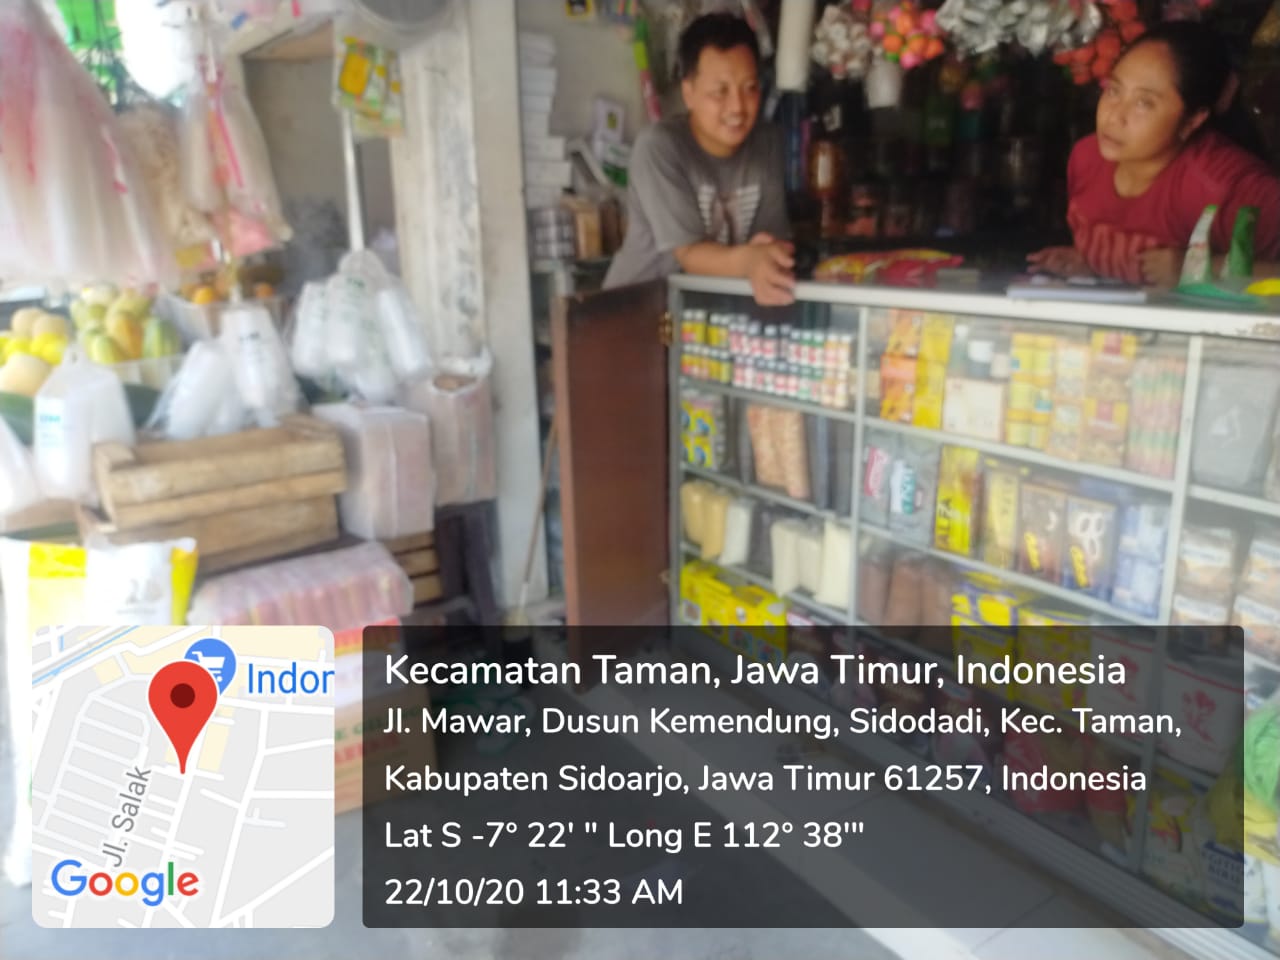 Indor
Jl. Salak
Google
Kecamatan Taman, Jawa Timur, Indonesia
Jl. Mawar, Dusun Kemendung, Sidodadi, Kec. Taman,
Kabupaten Sidoarjo, Jawa Timur 61257, Indonesia
Lat S -7° 22' " Long E 112° 38'"
22/10/20 11:33 AM